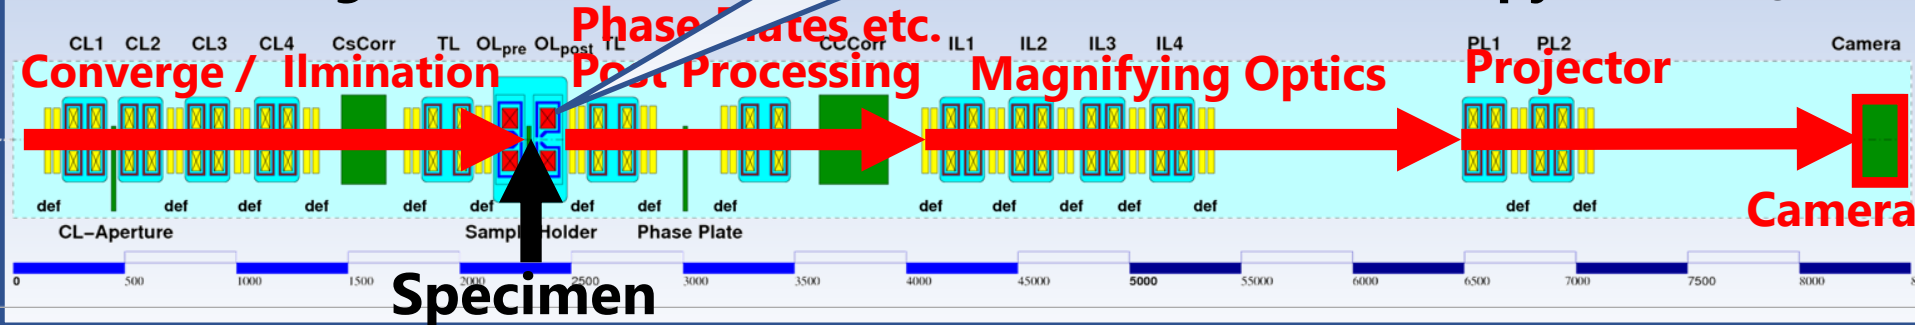 Phase Plates etc.
CL1 CL2 CL3 CL4 CsCorr TL OLpre OLpost TL CCCorr IL1 IL2 IL3 IL4 PL1 PL2 Camera
Converge / Ilmination Post Processing Magnifying Optics Projector
def def def def def def def def def def def def def def def def
Camera
CL-Aperture Sample Holder Phase Plate
0 500 1000 1500 2000 2500 3000 3500 4000 4500 5000 55000 6000 6500 7000 7500 8000
Specimen